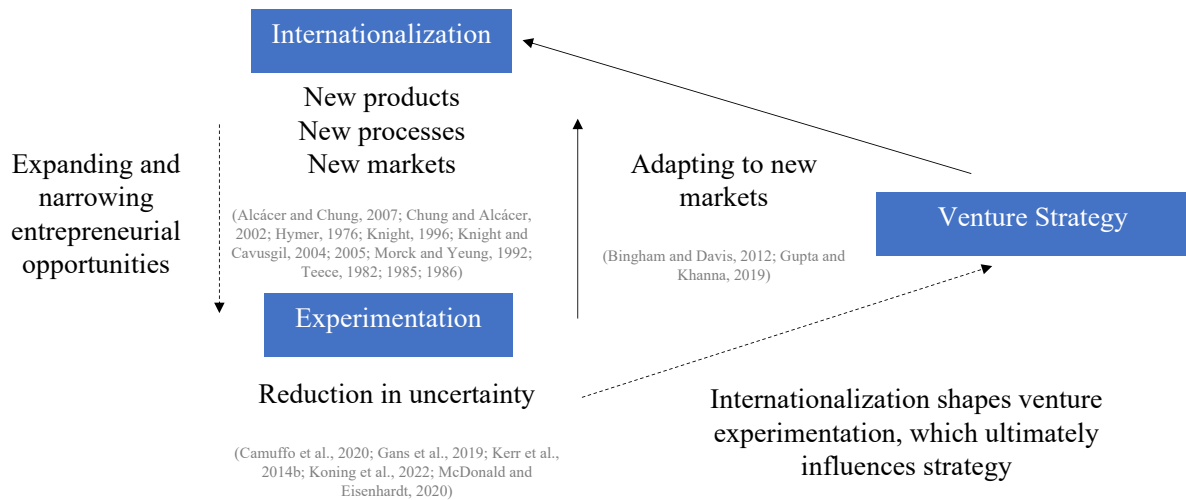 Internationalization
New products
New processes
New markets
(Alcácer and Chung, 2007; Chung and Alcácer,
2002; Hymer, 1976; Knight, 1996; Knight and
Cavusgil, 2004; 2005; Morck and Yeung, 1992;
Teece, 1982; 1985; 1986)
Expanding and
narrowing
entrepreneurial
opportunities
Adapting to new
markets
(Bingham and Davis, 2012; Gupta and
Khanna, 2019)
Venture Strategy
Experimentation
Reduction in uncertainty
(Camuffo et al., 2020; Gans et al., 2019; Kerr et al.,
2014b; Koning et al., 2022; McDonald and
Eisenhardt, 2020)
Internationalization shapes venture
experimentation, which ultimately
influences strategy